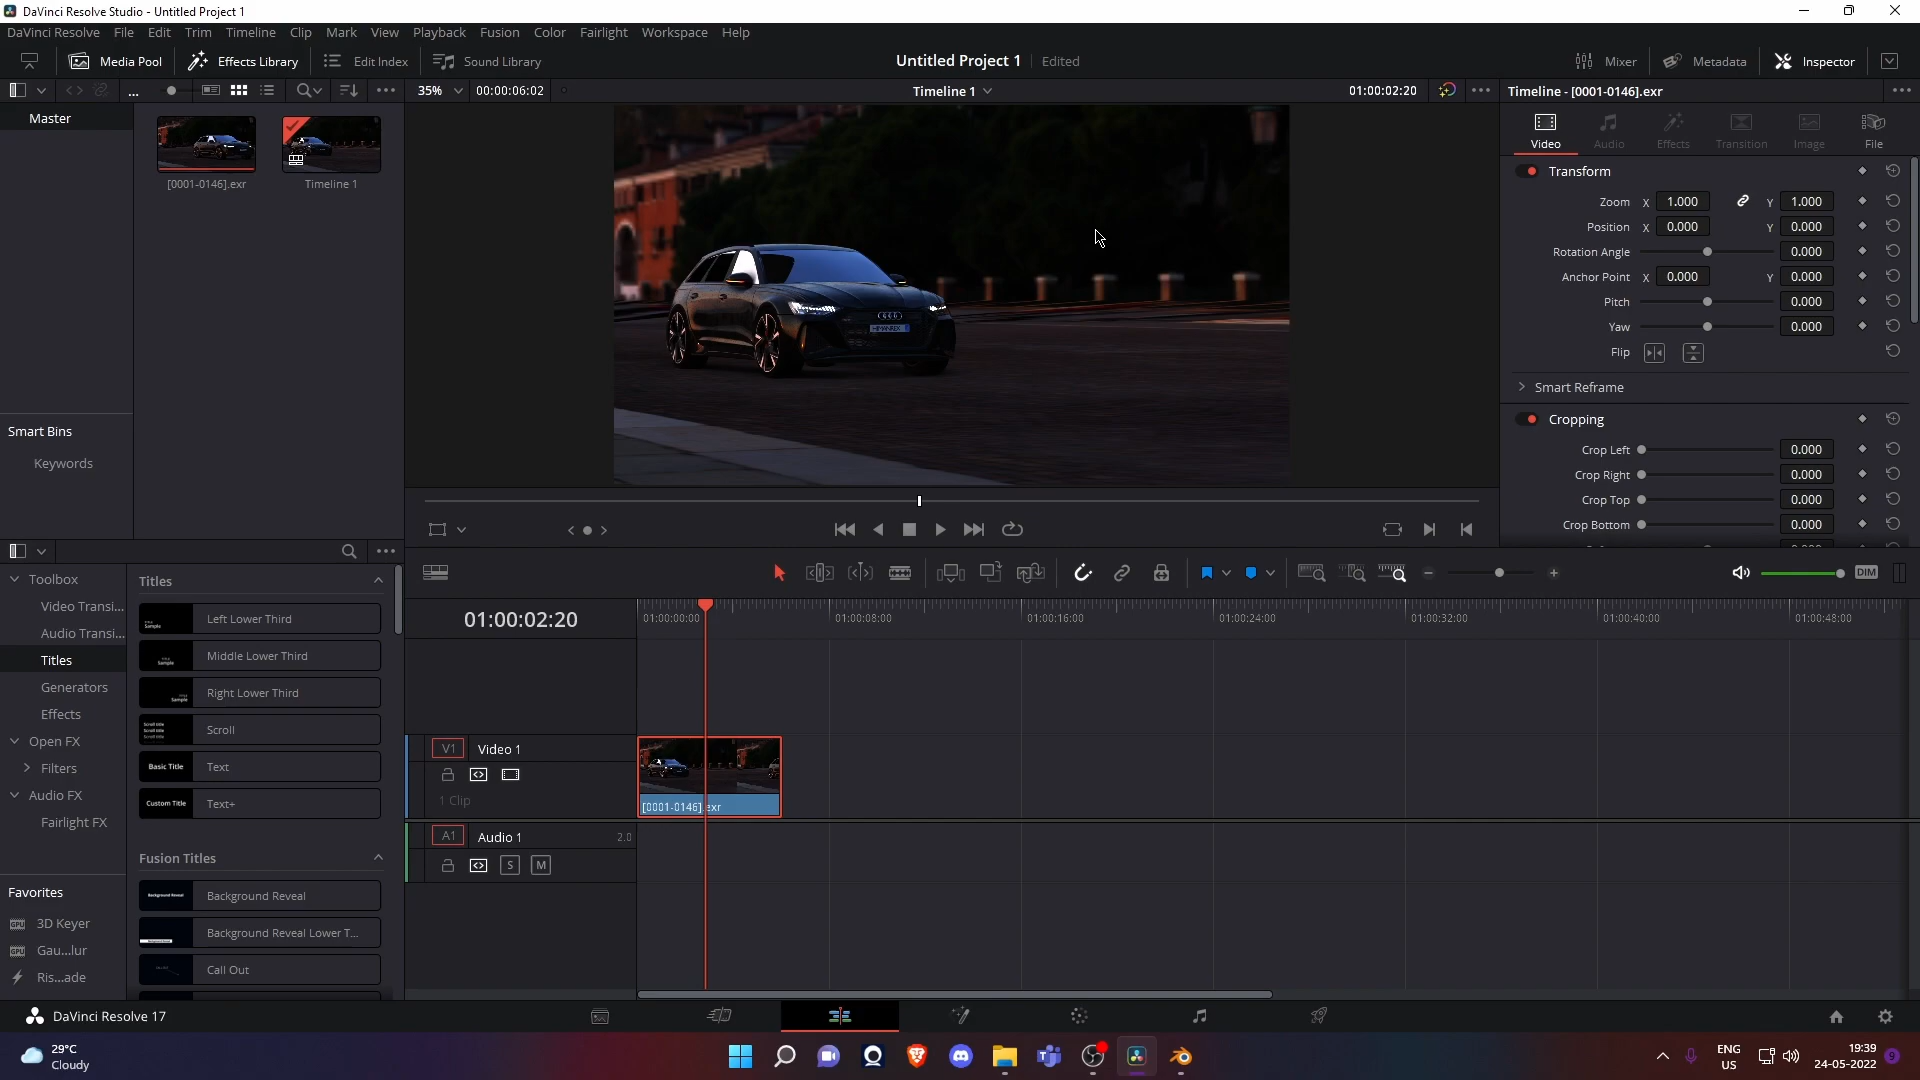 DaVinci Resolve Studio - Untitled Project 1
DaVinci Resolve File Edit Trim Timeline Clip Mark View Playback Fusion Color Fairlight Workspace Help
Media Pool Effects Library Edit Index Sound Library Untitled Project 1 Edited Mixer Metadata Inspector
... 35% 00:00:06:02 Timeline 1 01:00:02:20 Timeline - [0001-0146].exr
Master
[0001-0146].exr Timeline 1
Smart Bins
Keywords
Video Audio Effects Transition Image File
Transform
Zoom X 1.000 Y 1.000
Position X 0.000 Y 0.000
Rotation Angle 0.000
Anchor Point X 0.000 Y 0.000
Pitch 0.000
Yaw 0.000
Flip
Smart Reframe
Cropping
Crop Left 0.000
Crop Right 0.000
Crop Top 0.000
Crop Bottom 0.000
Toolbox
Video Transi...
Audio Transi...
Titles
Generators
Effects
Open FX
Filters
Audio FX
Fairlight FX
Favorites
3D Keyer
Gau...lur
Ris...ade
Titles
Left Lower Third
Middle Lower Third
Right Lower Third
Scroll
Basic Title Text
Custom Title Text+
Fusion Titles
Background Reveal
Background Reveal Lower T...
Call Out
DIM
01:00:02:20
01:00:00:00 01:00:08:00 01:00:16:00 01:00:24:00 01:00:32:00 01:00:40:00 01:00:48:00
V1 Video 1
1 Clip
[0001-0146].exr
A1 Audio 1 2.0
S M
DaVinci Resolve 17
29°C
Cloudy
ENG
US
19:39
24-05-2022
9